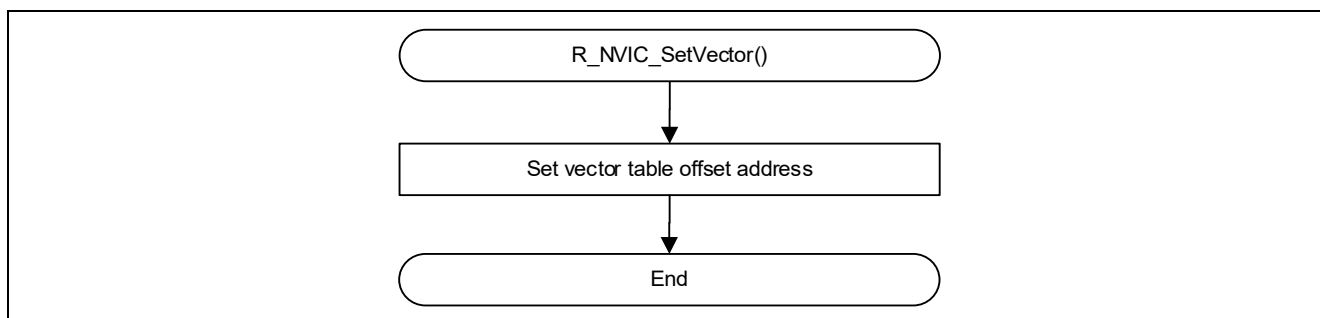 R_NVIC_SetVector()
Set vector table offset address
End